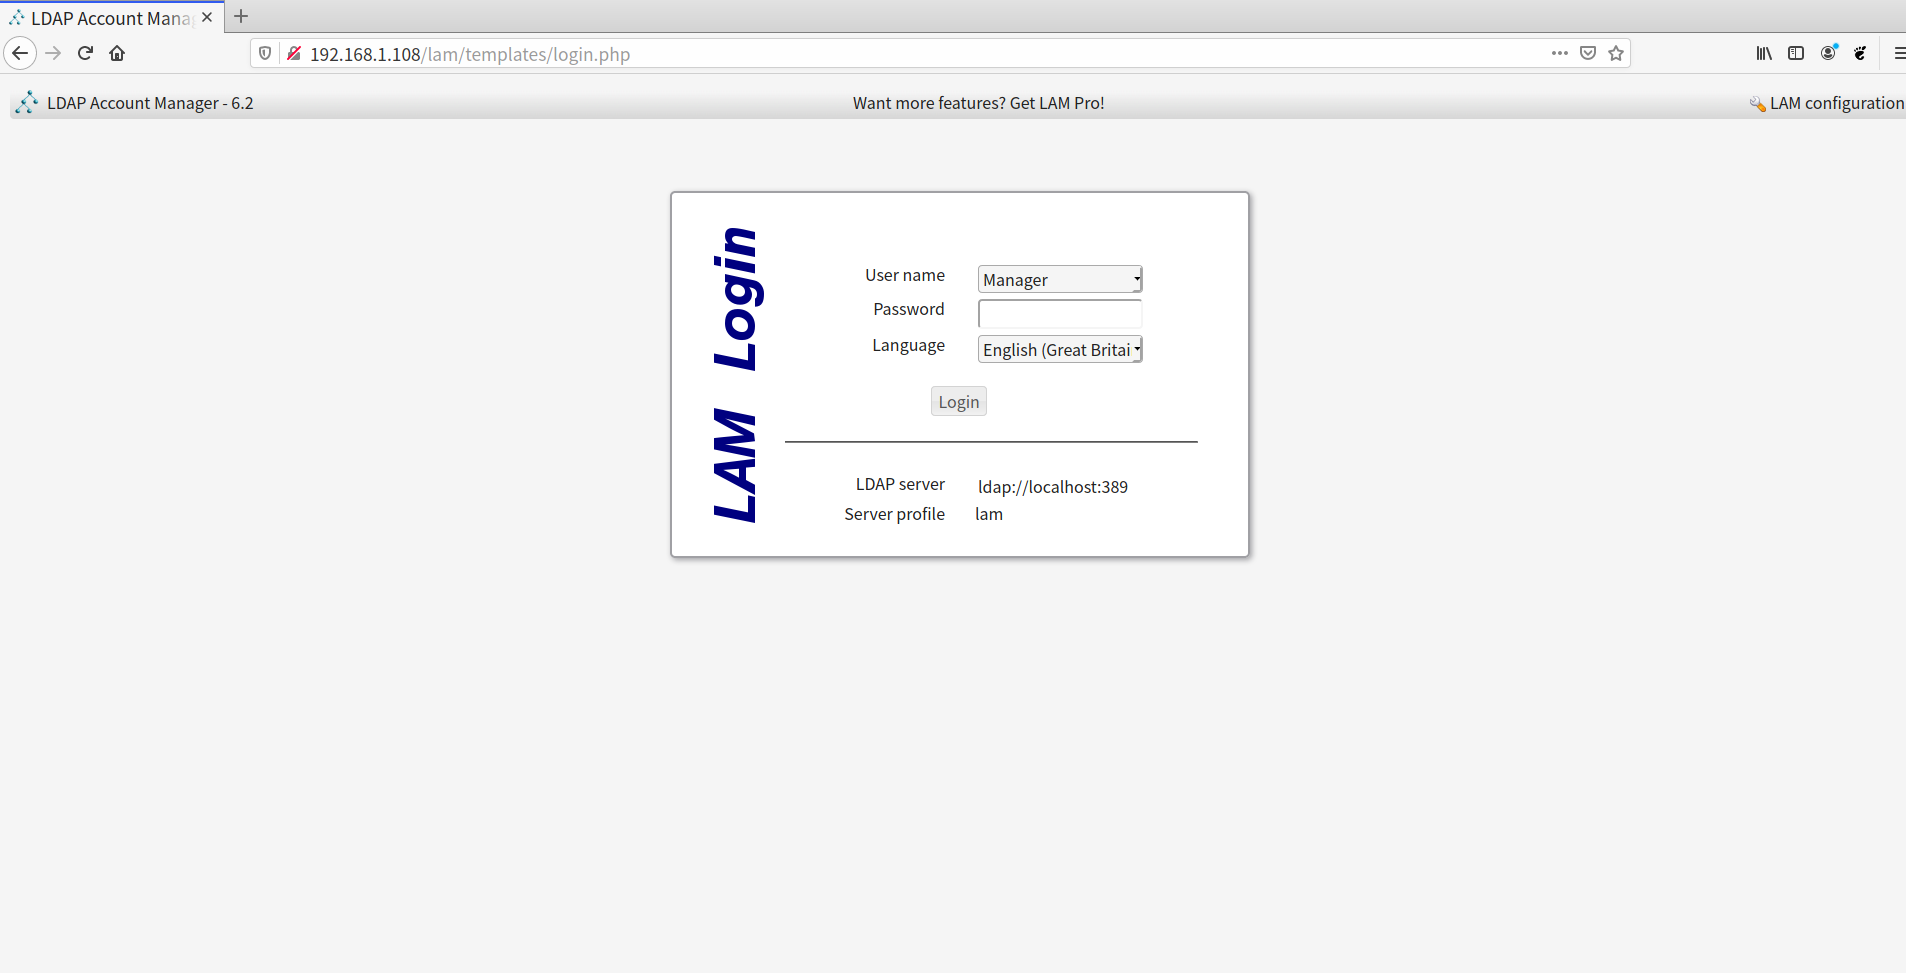 LDAP Account Mana
192.168.1.108/lam/templates/login.php
LDAP Account Manager - 6.2
Want more features? Get LAM Pro!
LAM configuration
LAM Login
User name
Manager
Password
Language
English (Great Britai
Login
LDAP server
ldap://localhost:389
Server profile
lam